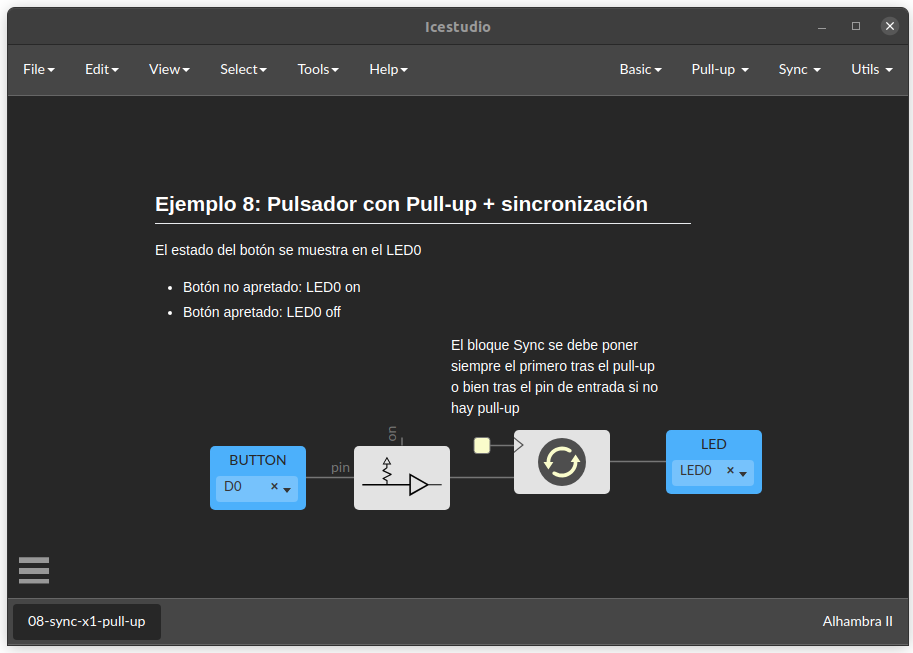 Icestudio
File Edit View Select Tools Help Basic Pull-up Sync Utils
Ejemplo 8: Pulsador con Pull-up + sincronización
El estado del botón se muestra en el LED0
Botón no apretado: LED0 on
Botón apretado: LED0 off
El bloque Sync se debe poner
siempre el primero tras el pull-up
o bien tras el pin de entrada si no
hay pull-up
on
BUTTON
D0
pin
LED
LED0
08-sync-x1-pull-up
Alhambra II